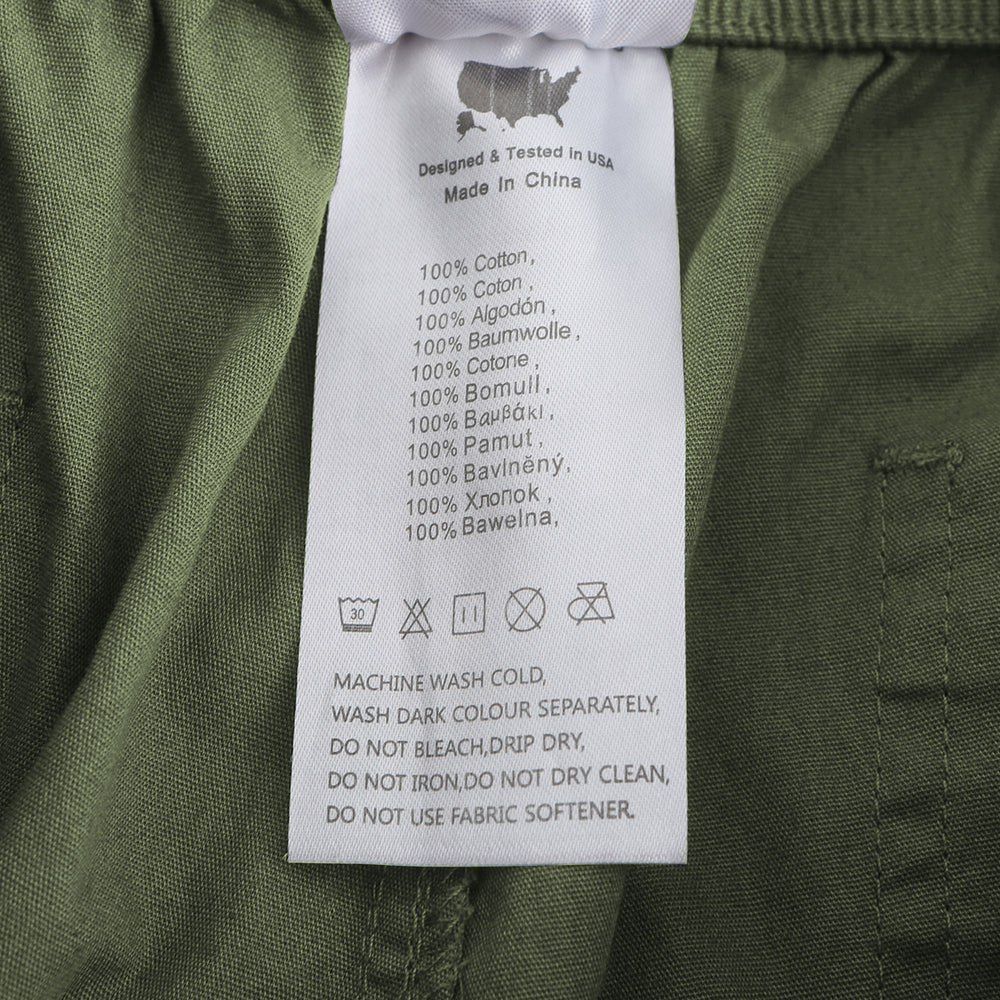 Designed & Tested in USA
Made In China
100% Cotton,
100% Coton ,
100% Algodón,
100% Baumwolle,
100% Cotone ,
100% Bomull,
100% Βαμβάκι,
100% Pamut,
100% Bavlněný,
100% Хлопок ,
100% Bawelna,
30
MACHINE WASH COLD,
WASH DARK COLOUR SEPARATELY,
DO NOT BLEACH,DRIP DRY,
DO NOT IRON,DO NOT DRY CLEAN,
DO NOT USE FABRIC SOFTENER.